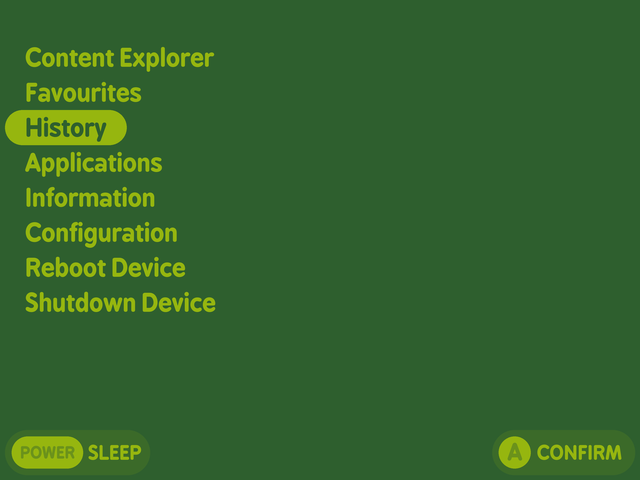 Content Explorer
Favourites
History
Applications
Information
Configuration
Reboot Device
Shutdown Device
POWER SLEEP
A CONFIRM